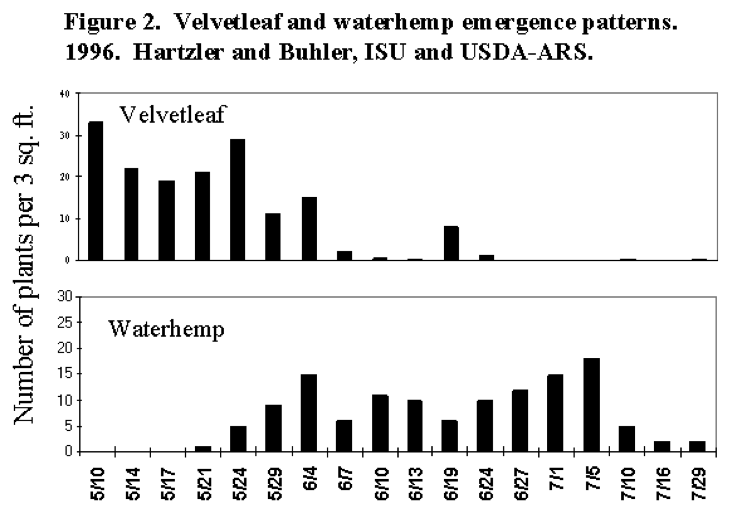 Figure 2. Velvetleaf and waterhemp emergence patterns.
1996. Hartzler and Buhler, ISU and USDA-ARS.
Number of plants per 3 sq. ft.
Velvetleaf
40
30
20
10
0
Waterhemp
30
25
20
15
10
5
0
5/10 5/14 5/17 5/21 5/24 5/29 6/4 6/7 6/10 6/13 6/19 6/24 6/27 7/1 7/5 7/10 7/16 7/29